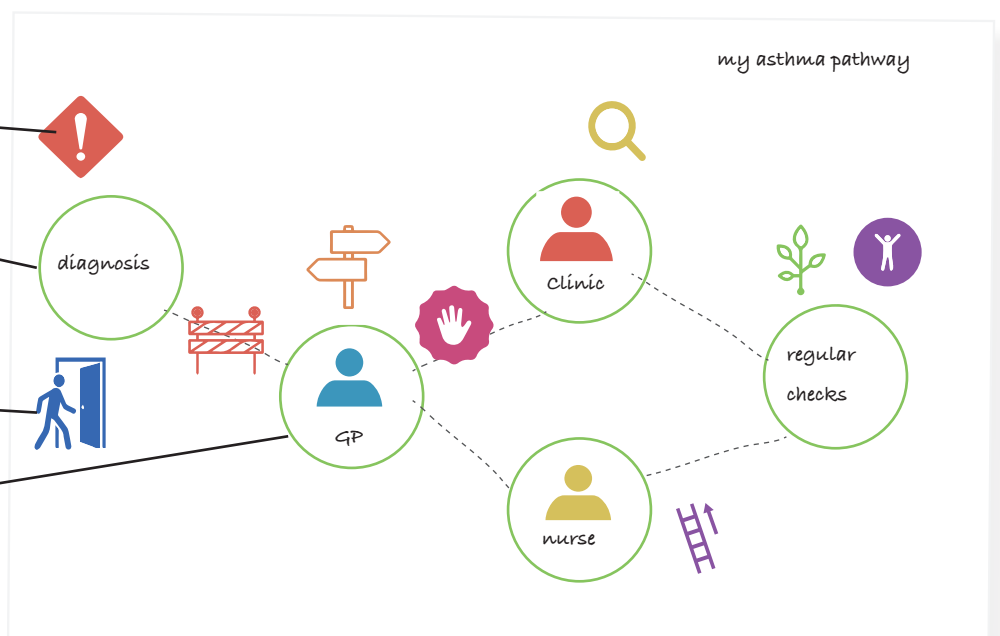 my asthma pathway
diagnosis
Clinic
GP
regular
checks
nurse